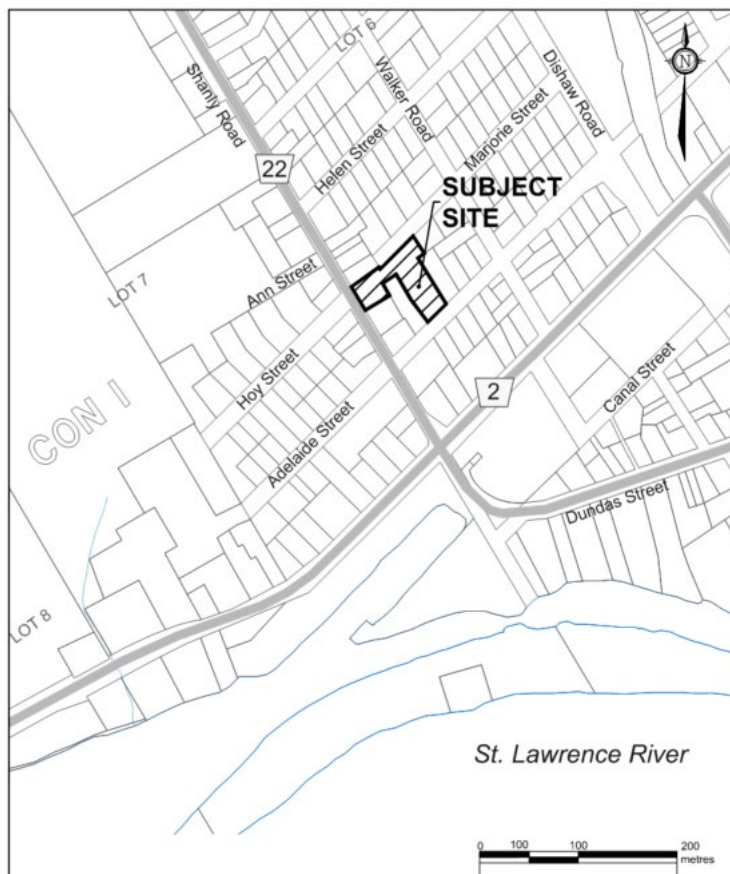 LOT 6
N
Shanly Road
Walker Road
Dishaw Road
22
Helen Street
Marjorie Street
SUBJECT
SITE
LOT 7
Ann Street
Hoy Street
Adelaide Street
2
Canal Street
CON I
Dundas Street
LOT 8
St. Lawrence River
0 100 100 200
metres